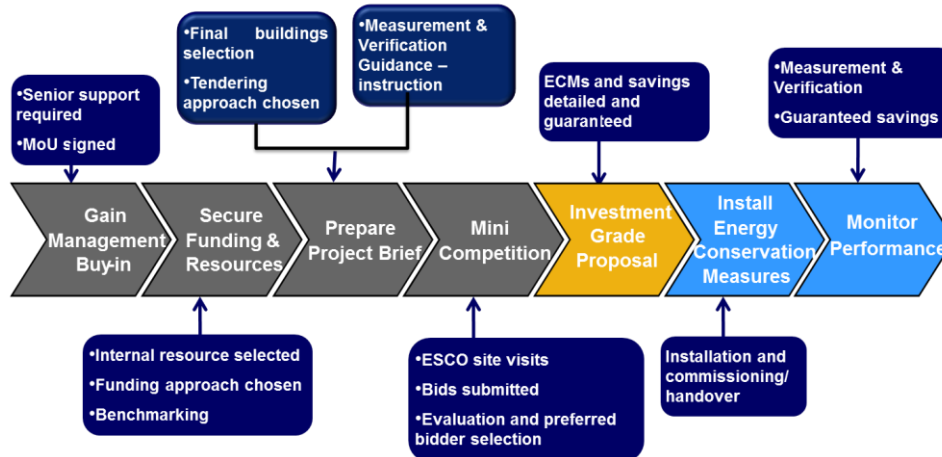 •Final buildings
selection
•Tendering
approach chosen
Measurement &
Verification
Guidance –
instruction
•Senior support
required
•MoU signed
ECMs and savings
detailed and
guaranteed
•Measurement &
Verification
•Guaranteed savings
Gain
Management
Buy-in
Secure
Funding &
Resources
Prepare
Project Brief
Mini
Competition
Investment
Grade
Proposal
Install
Energy
Conservation
Measures
Monitor
Performance
•Internal resource selected
•Funding approach chosen
•Benchmarking
•ESCO site visits
•Bids submitted
•Evaluation and preferred
bidder selection
Installation and
commissioning/
handover